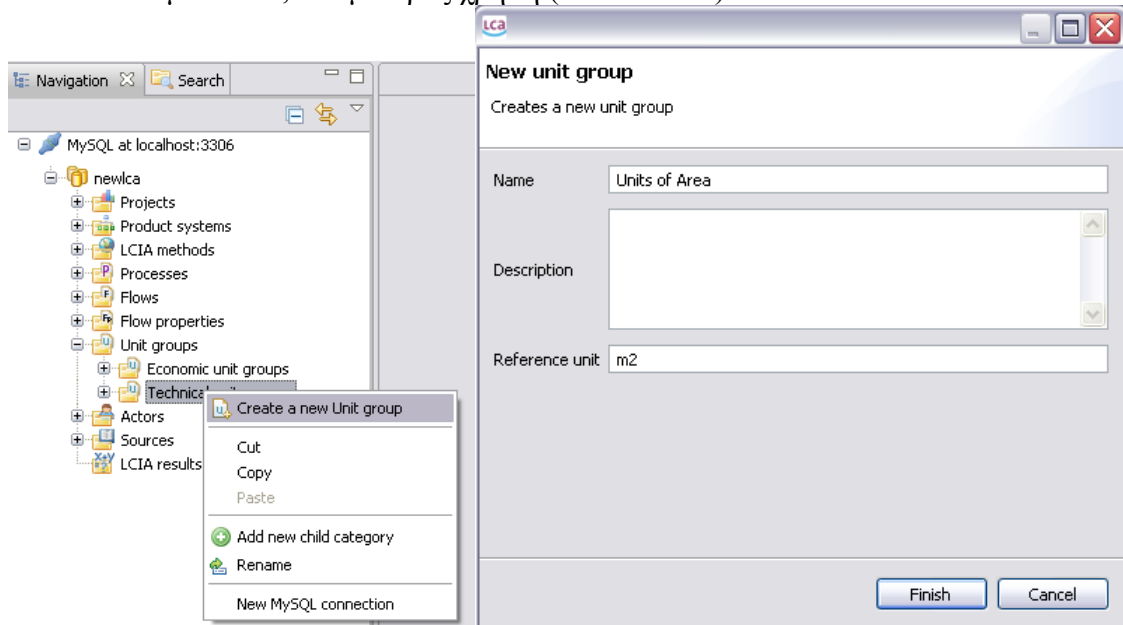 LCA
New unit group
Creates a new unit group
Navigation
Search
MySQL at localhost:3306
newlca
Projects
Product systems
LCIA methods
Processes
Flows
Flow properties
Unit groups
Economic unit groups
Technical
Actors
Sources
LCIA results
Create a new Unit group
Cut
Copy
Paste
Add new child category
Rename
New MySQL connection
Name
Units of Area
Description
Reference unit
m2
Finish
Cancel